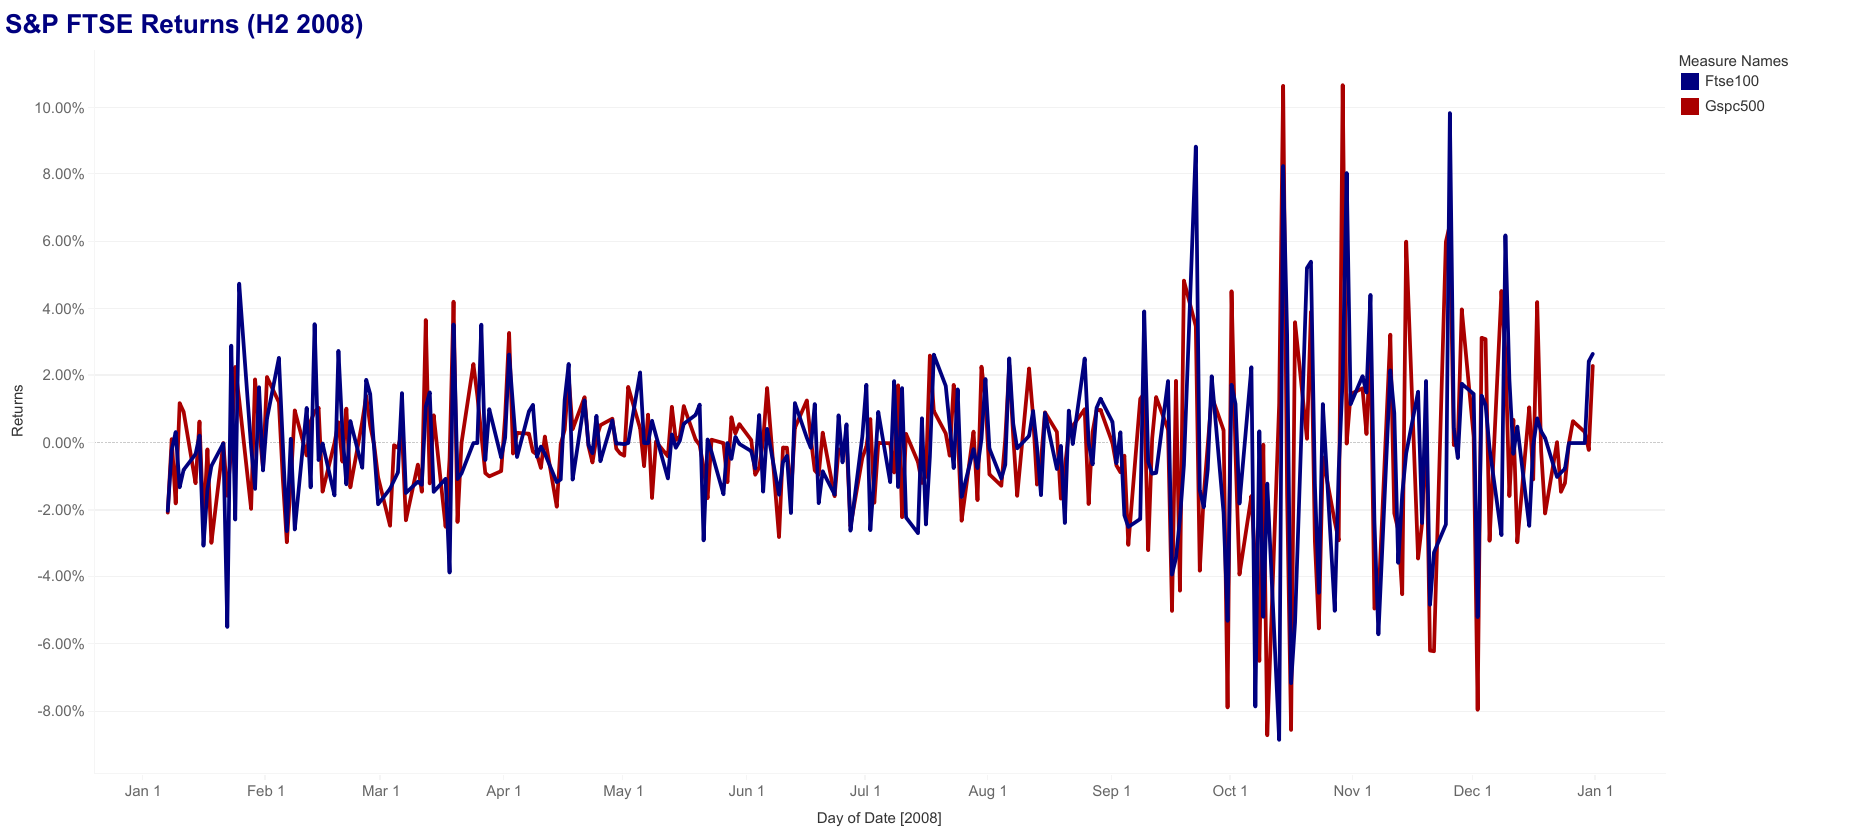 S&P FTSE Returns (H2 2008)
Measure Names
Ftse100
Gspc500
10.00%
8.00%
6.00%
4.00%
2.00%
0.00%
-2.00%
-4.00%
-6.00%
-8.00%
Returns
Jan 1 Feb 1 Mar 1 Apr 1 May 1 Jun 1 Jul 1 Aug 1 Sep 1 Oct 1 Nov 1 Dec 1 Jan 1
Day of Date [2008]